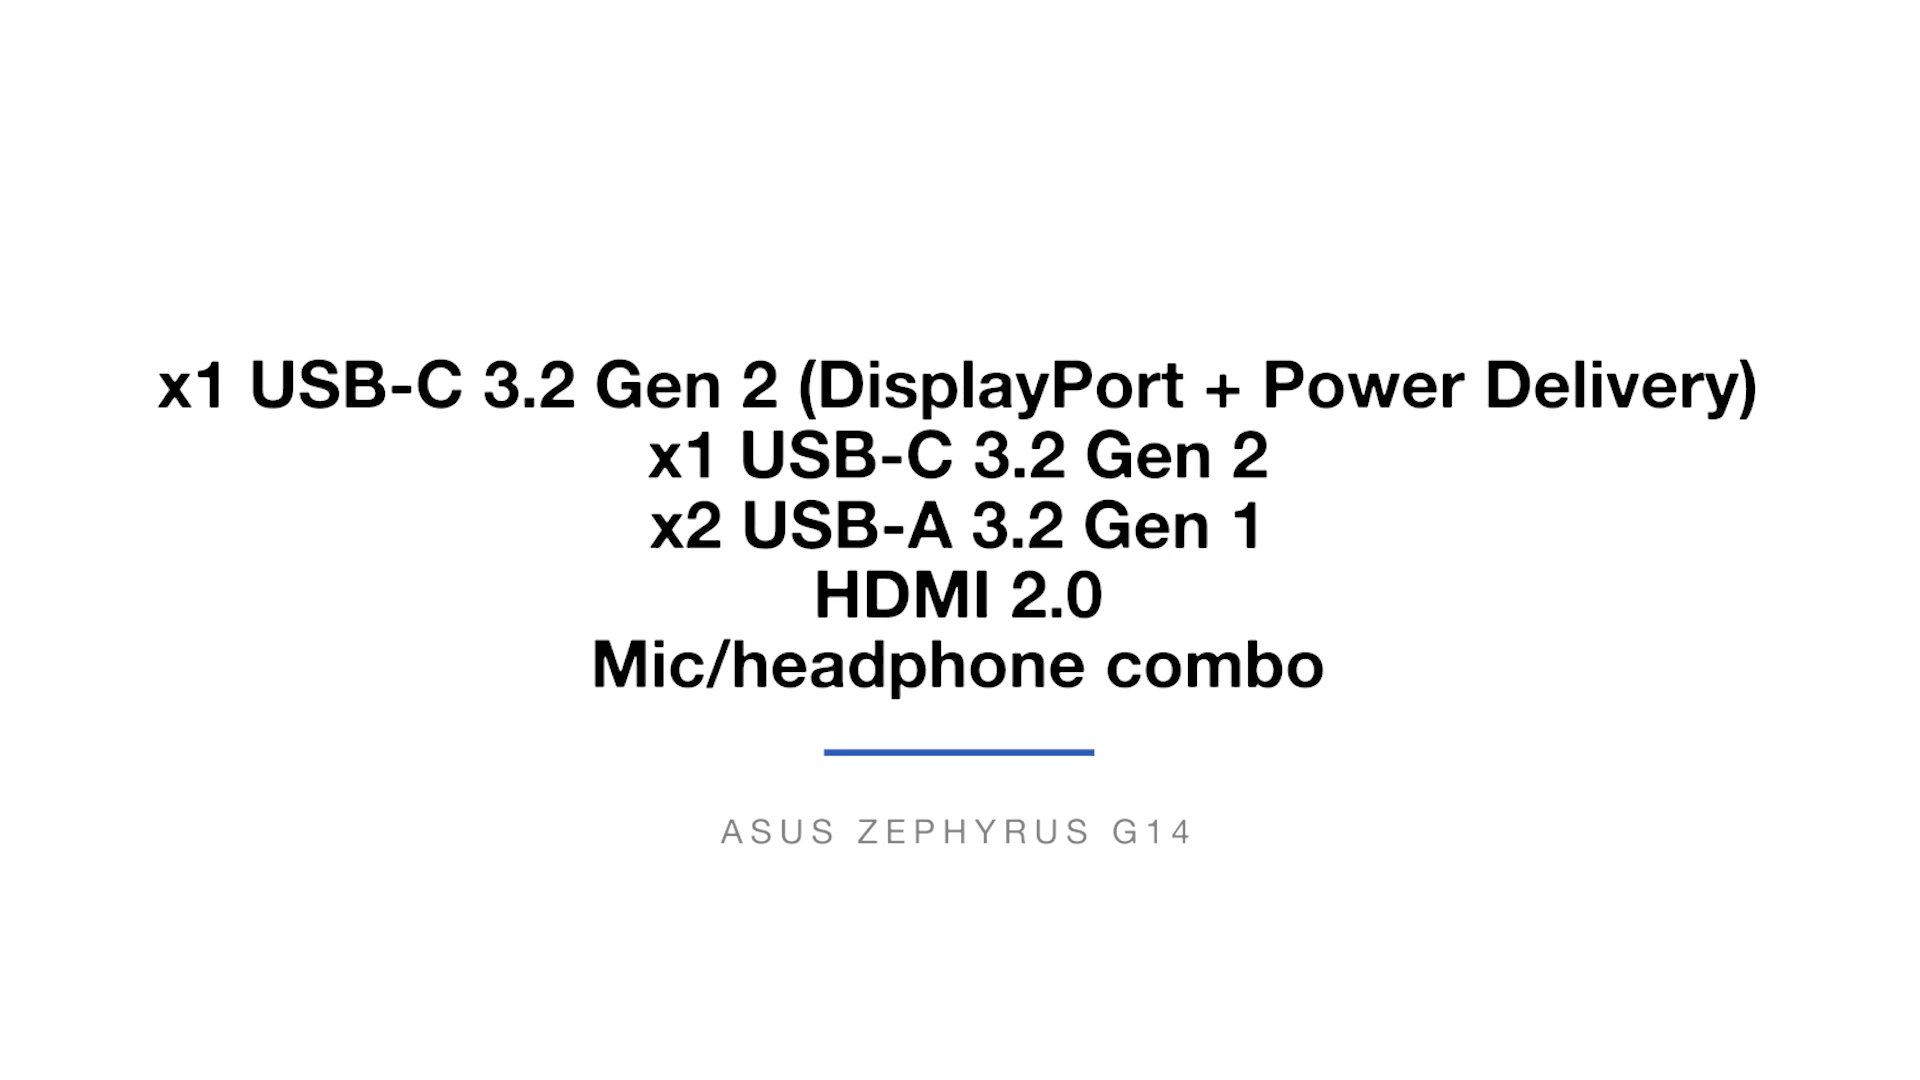 x1 USB-C 3.2 Gen 2 (DisplayPort + Power Delivery)
x1 USB-C 3.2 Gen 2
x2 USB-A 3.2 Gen 1
HDMI 2.0
Mic/headphone combo
ASUS ZEPHYRUS G14